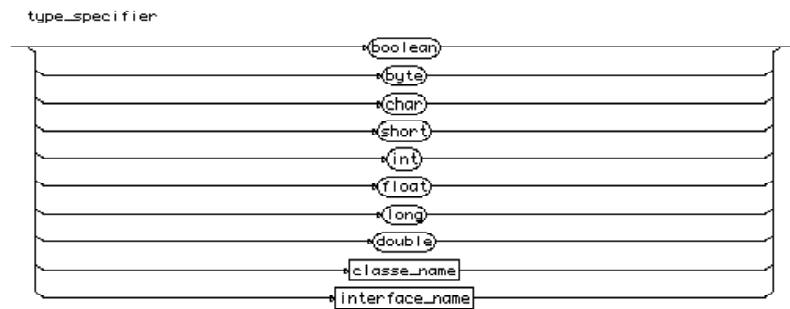 type_specifier
boolean
byte
char
short
int
float
long
double
classe_name
interface_name